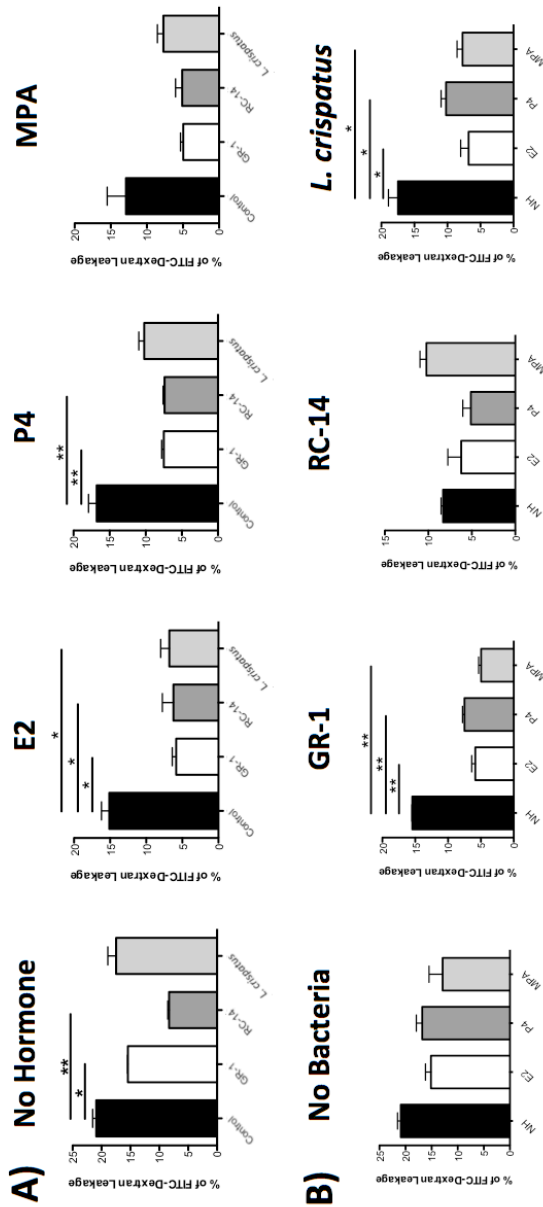 A)
No Hormone
% of FITC-Dextran Leakage
25
20
15
10
5
0
Control
GR-1
RC-14
L. crispatus
*
**
E2
% of FITC-Dextran Leakage
20
15
10
5
0
Control
GR-1
RC-14
L. crispatus
*
*
*
P4
% of FITC-Dextran Leakage
20
15
10
5
0
Control
GR-1
RC-14
L. crispatus
**
**
MPA
% of FITC-Dextran Leakage
20
15
10
5
0
Control
GR-1
RC-14
L. crispatus
B)
No Bacteria
% of FITC-Dextran Leakage
25
20
15
10
5
0
NH
E2
P4
MPA
GR-1
% of FITC-Dextran Leakage
20
15
10
5
0
NH
E2
P4
MPA
**
**
**
RC-14
% of FITC-Dextran Leakage
15
10
5
0
NH
E2
P4
MPA
L. crispatus
% of FITC-Dextran Leakage
20
15
10
5
0
NH
E2
P4
MPA
*
*
*